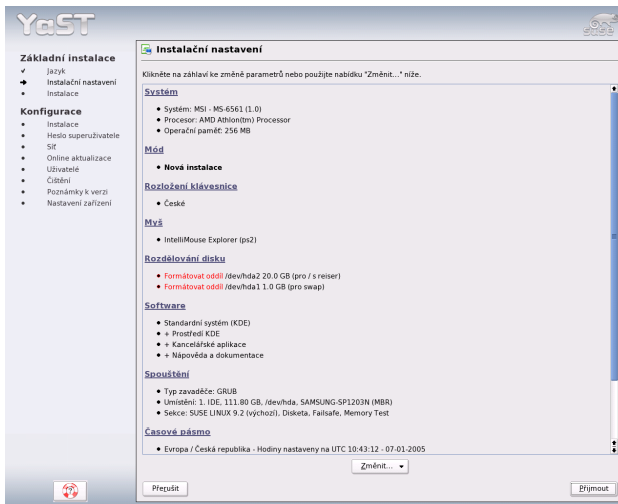 YaST
SUSE
Základní instalace
Jazyk
Instalační nastavení
Instalace
Konfigurace
Instalace
Heslo superuživatele
Síť
Online aktualizace
Uživatelé
Čištění
Poznámky k verzi
Nastavení zařízení
Instalační nastavení
Klikněte na záhlaví ke změně parametrů nebo použijte nabídku "Změnit..." níže.
Systém
Systém: MSI - MS-6561 (1.0)
Procesor: AMD Athlon(tm) Processor
Operační paměť: 256 MB
Mód
Nová instalace
Rozložení klávesnice
České
Myš
IntelliMouse Explorer (ps2)
Rozdělování disku
Formátovat oddíl /dev/hda2 20.0 GB (pro / s reiser)
Formátovat oddíl /dev/hda1 1.0 GB (pro swap)
Software
Standardní systém (KDE)
+ Prostředí KDE
+ Kancelářské aplikace
+ Nápověda a dokumentace
Spouštění
Typ zavaděče: GRUB
Umístění: 1. IDE, 111.80 GB, /dev/hda, SAMSUNG-SP1203N (MBR)
Sekce: SUSE LINUX 9.2 (výchozí), Disketa, Failsafe, Memory Test
Časové pásmo
Evropa / Česká republika - Hodiny nastaveny na UTC 10:43:12 - 07-01-2005
Změnit...
Přerušit
Přijmout